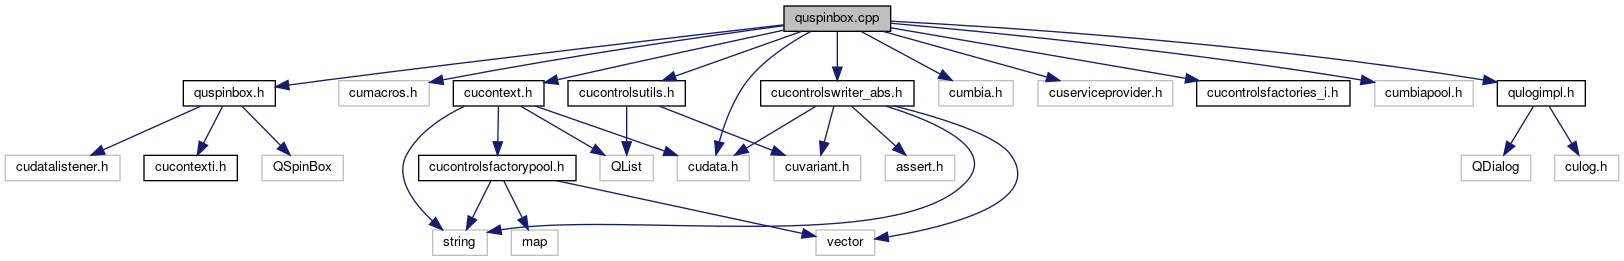 quspinbox.cpp
quspinbox.h
cumacros.h
cucontext.h
cucontrolsutils.h
cucontrolswriter_abs.h
cumbia.h
cuserviceprovider.h
cucontrolsfactories_i.h
cumbiapool.h
qulogimpl.h
cudatalistener.h
cucontexti.h
QSpinBox
cucontrolsfactorypool.h
QList
cudata.h
cuvariant.h
assert.h
QDialog
culog.h
string
map
vector